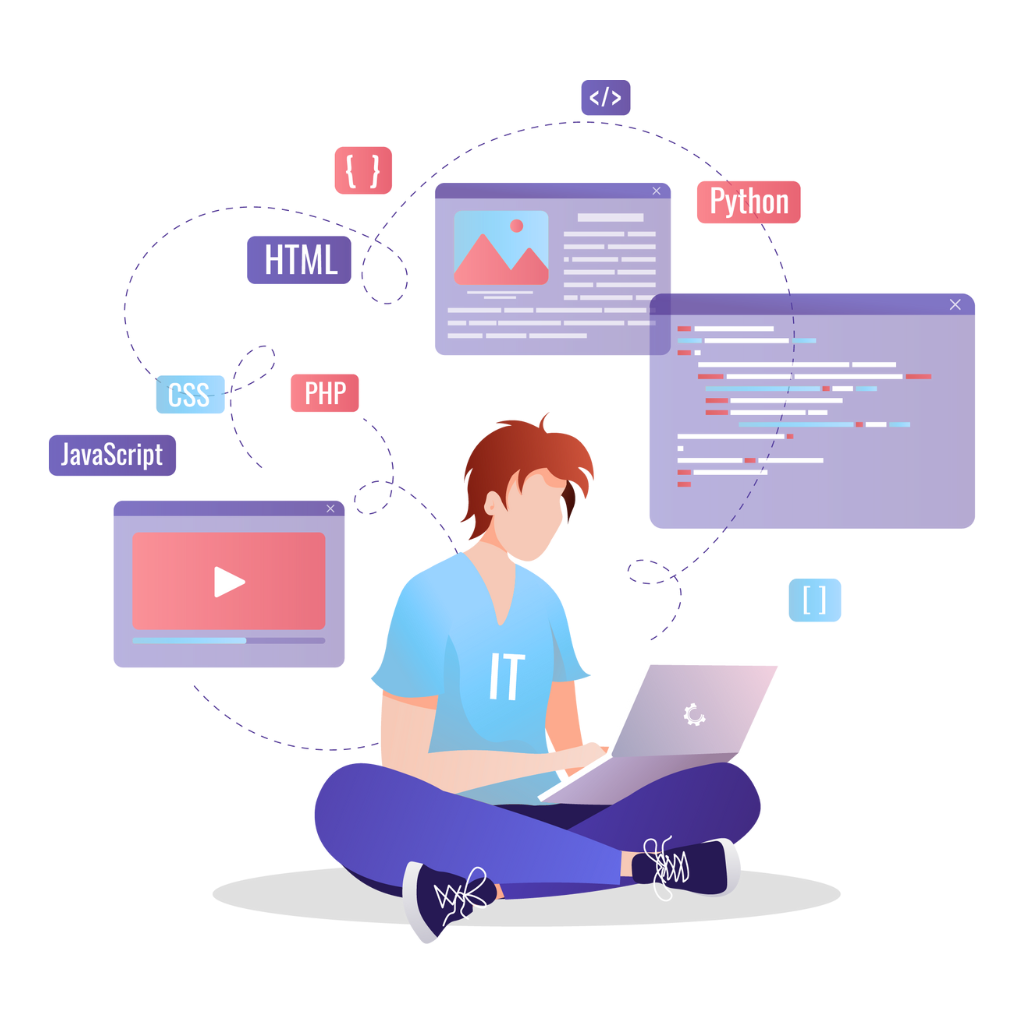 </>
{ }
Python
HTML
CSS
PHP
JavaScript
[ ]
IT